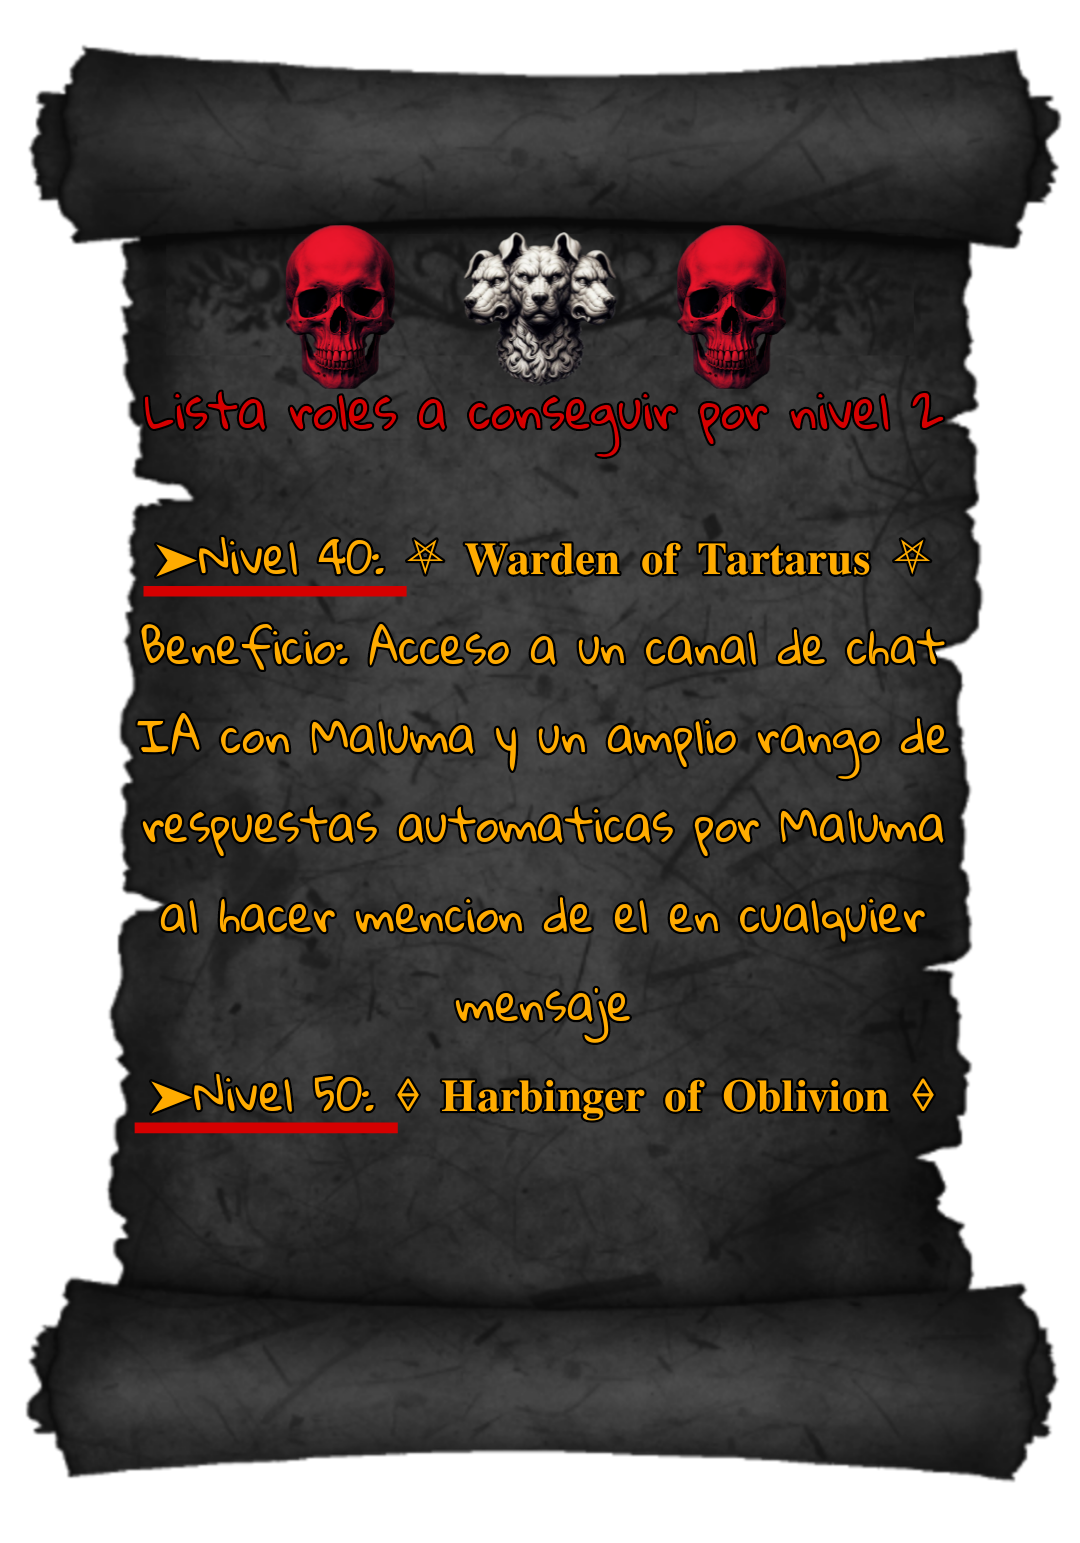 Lista roles a conseguir por nivel 2
➤Nivel 40: ⛧ Warden of Tartarus ⛧
Beneficio: Acceso a un canal de chat
IA con Maluma y un amplio rango de
respuestas automaticas por Maluma
al hacer mencion de el en cualquier
mensaje
➤Nivel 50: ⟠ Harbinger of Oblivion ⟠